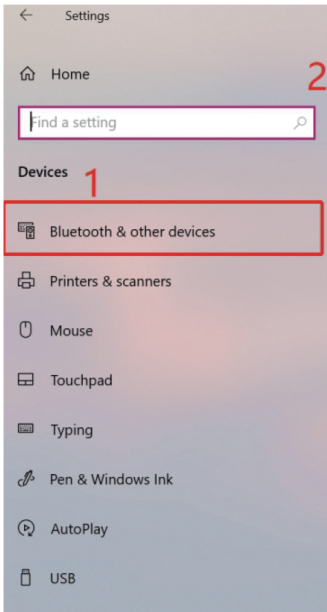 Settings
Home
2
Find a setting
Devices
1
Bluetooth & other devices
Printers & scanners
Mouse
Touchpad
Typing
Pen & Windows Ink
AutoPlay
USB